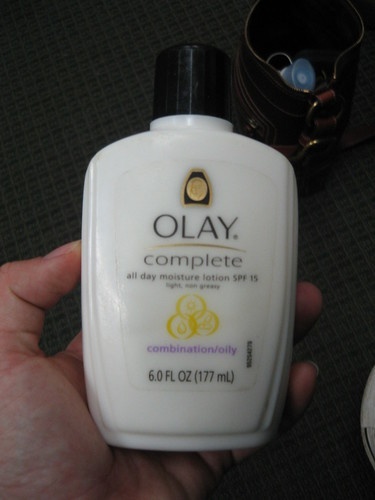 OLAY®
complete
all day moisture lotion SPF 15
light, non greasy
combination/oily
6.0 FL OZ (177 mL)